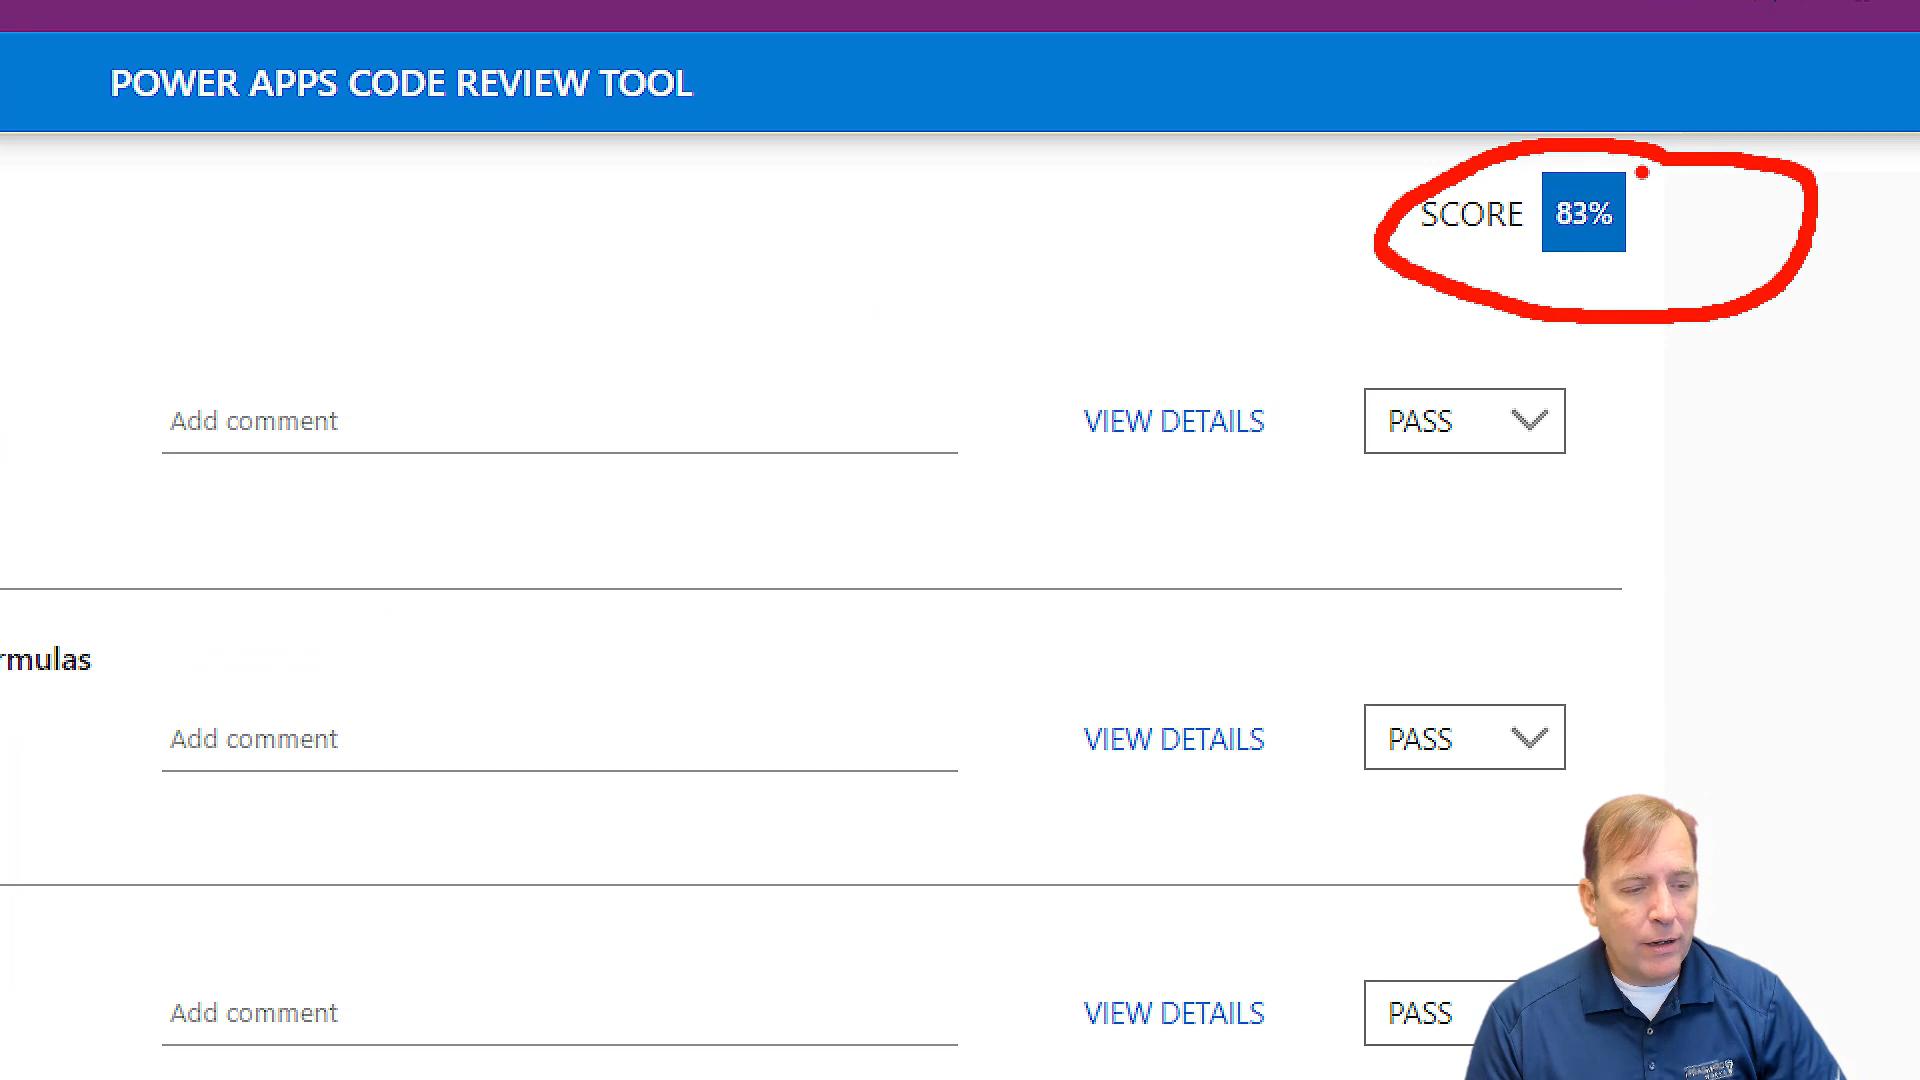 POWER APPS CODE REVIEW TOOL
SCORE 83%
Add comment VIEW DETAILS PASS
rmulas
Add comment VIEW DETAILS PASS
Add comment VIEW DETAILS PASS